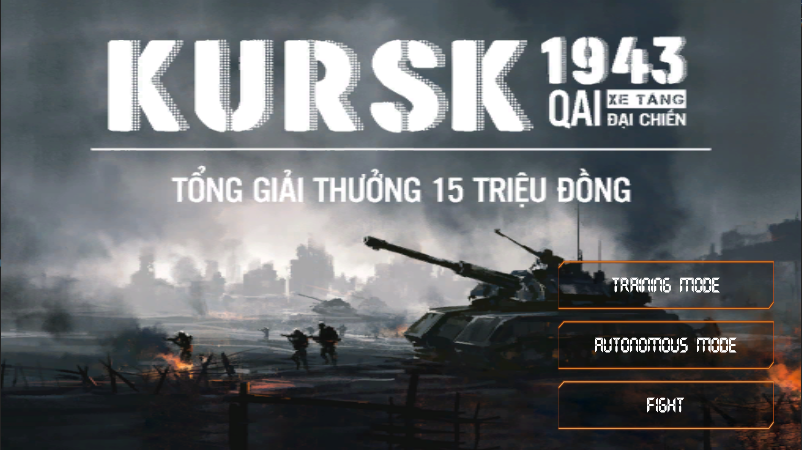 KURSK
1943
QAI
XE TĂNG
ĐẠI CHIẾN
TỔNG GIẢI THƯỞNG 15 TRIỆU ĐỒNG
TRAINING MODE
AUTONOMOUS MODE
FIGHT